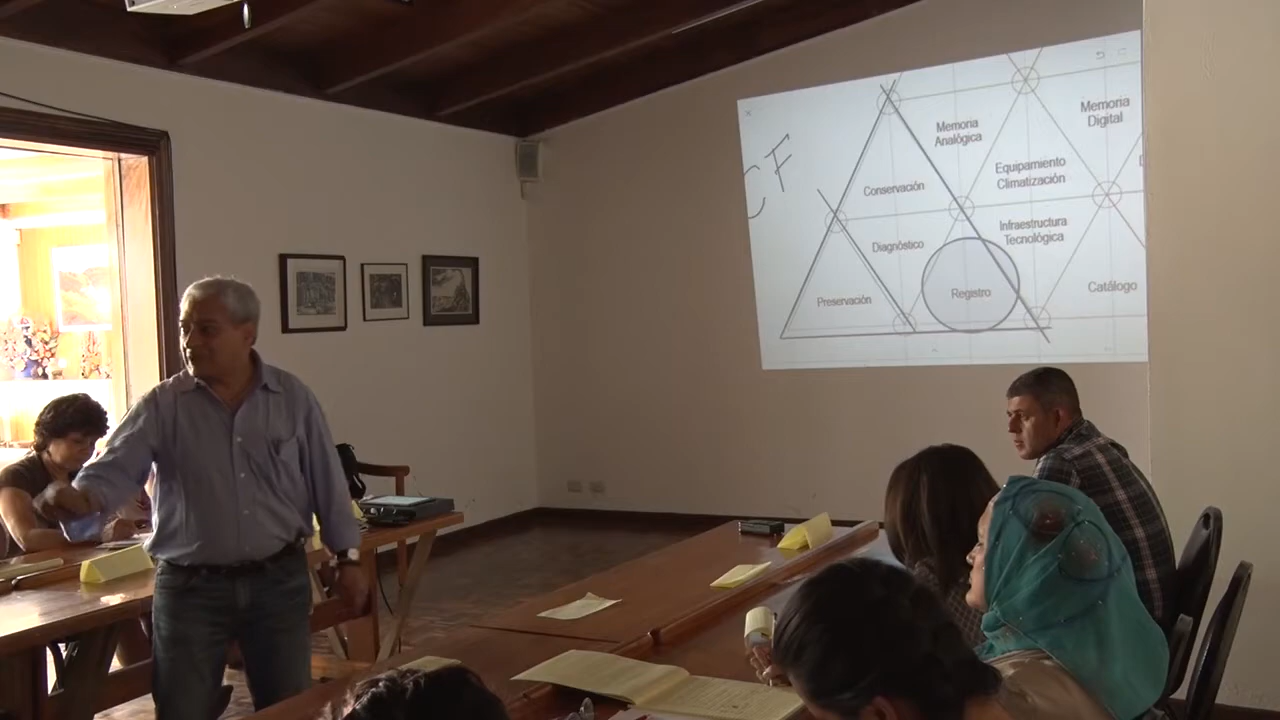 CF
Memoria
Analógica
Memoria
Digital
Conservación
Equipamiento
Climatización
Diagnóstico
Infraestructura
Tecnológica
Preservación
Registro
Catálogo